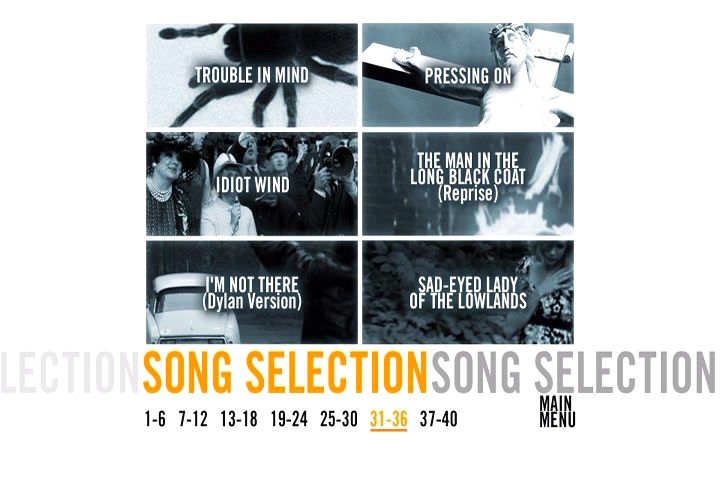 TROUBLE IN MIND
PRESSING ON
IDIOT WIND
THE MAN IN THE
LONG BLACK COAT
(Reprise)
I'M NOT THERE
(Dylan Version)
SAD-EYED LADY
OF THE LOWLANDS
LECTION SONG SELECTION SONG SELECTION
1-6 7-12 13-18 19-24 25-30 31-36 37-40
MAIN
MENU